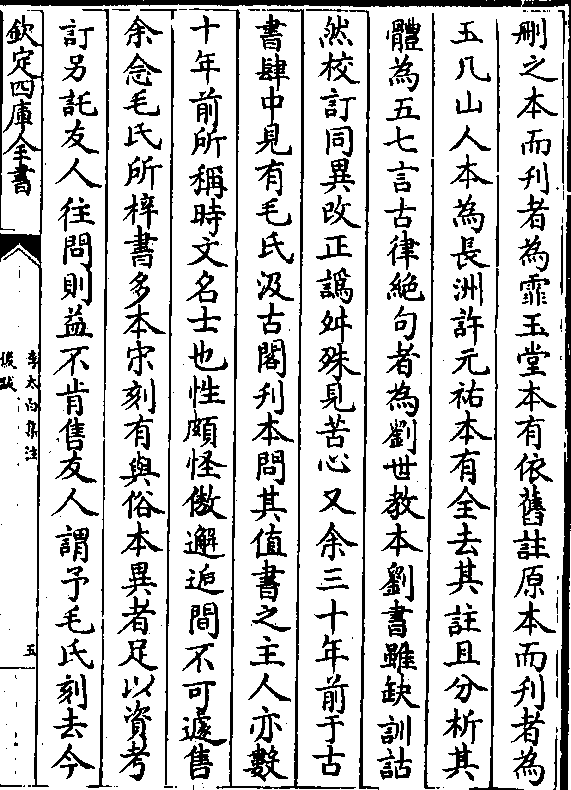 刪之本而刋者為霏玉堂本有依舊註原本而刋者為
玉几山人本為長洲許元祐本有全去其註且分析其
體為五七言古律絶句者為劉世教本劉書雖缺訓詁
然校訂同異改正譌舛殊見苦心又余三十年前于古
書肆中見有毛氏汲古閣刋本問其值書之主人亦數
十年前所稱時文名士也性頗怪傲邂逅間不可遽售
余念毛氏所梓書多本宋刻有與俗本異者足以資考
訂另託友人往問則益不肯售友人謂予毛氏刻去今
欽定四庫全書
李太白集注
後跋
五